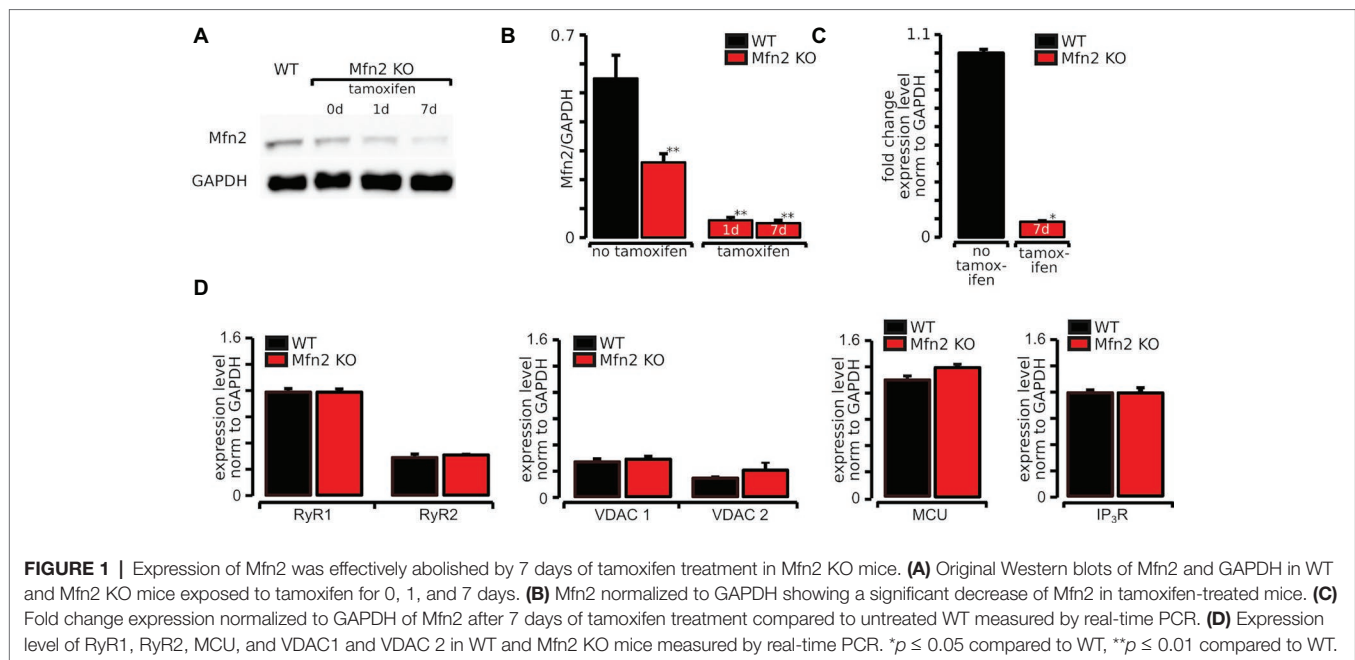 A
WT
Mfn2 KO
tamoxifen
0d 1d 7d
Mfn2
GAPDH
B
0.7
WT
Mfn2 KO
Mfn2/GAPDH
**
**
**
1d 7d
0
no tamoxifen
tamoxifen
C
1.1
WT
Mfn2 KO
fold change
expression level
norm to GAPDH
*
7d
0
no
tamox-
ifen
tamox-
ifen
D
1.6
WT
Mfn2 KO
expression level
norm to GAPDH
0
RyR1 RyR2
1.6
WT
Mfn2 KO
expression level
norm to GAPDH
0
VDAC 1 VDAC 2
1.6
WT
Mfn2 KO
expression level
norm to GAPDH
0
MCU
1.6
WT
Mfn2 KO
expression level
norm to GAPDH
0
IP₃R
FIGURE 1 | Expression of Mfn2 was effectively abolished by 7 days of tamoxifen treatment in Mfn2 KO mice. (A) Original Western blots of Mfn2 and GAPDH in WT
and Mfn2 KO mice exposed to tamoxifen for 0, 1, and 7 days. (B) Mfn2 normalized to GAPDH showing a significant decrease of Mfn2 in tamoxifen-treated mice. (C)
Fold change expression normalized to GAPDH of Mfn2 after 7 days of tamoxifen treatment compared to untreated WT measured by real-time PCR. (D) Expression
level of RyR1, RyR2, MCU, and VDAC1 and VDAC 2 in WT and Mfn2 KO mice measured by real-time PCR. *p ≤ 0.05 compared to WT, **p ≤ 0.01 compared to WT.